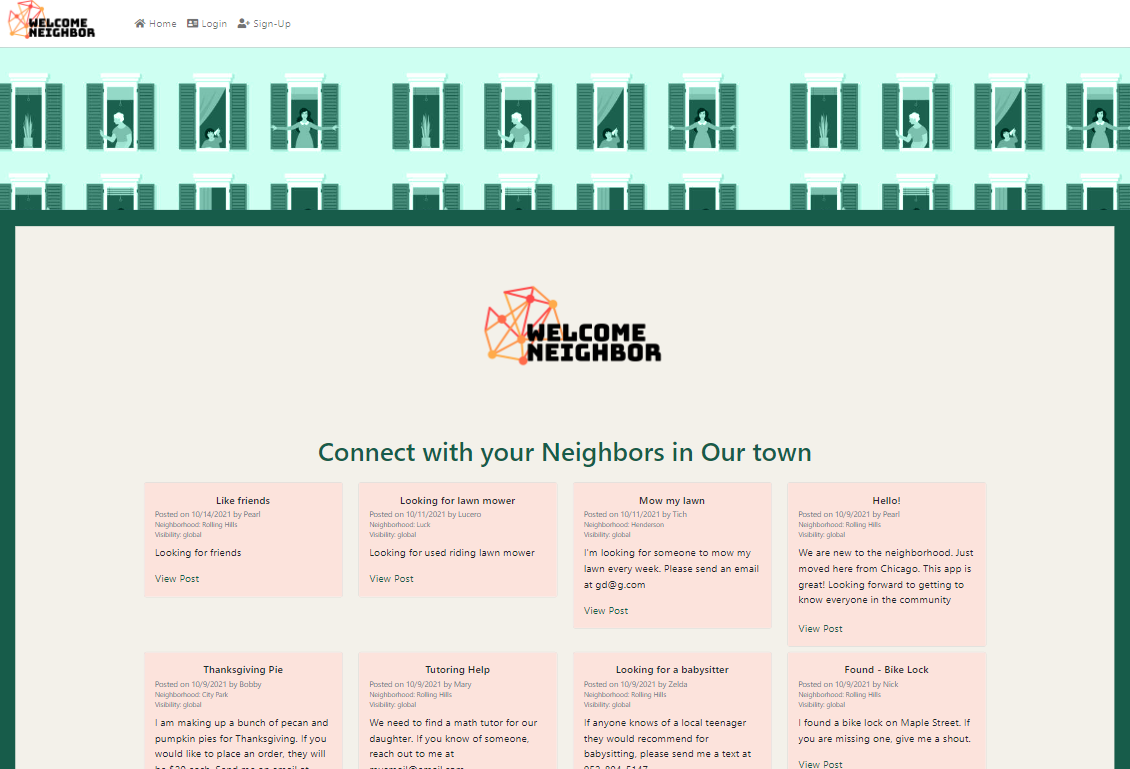 WELCOME
NEIGHBOR
Home Login Sign-Up
WELCOME
NEIGHBOR
Connect with your Neighbors in Our town
Like friends
Posted on 10/14/2021 by Pearl
Neighborhood: Rolling Hills
Visibility: global
Looking for friends
View Post
Looking for lawn mower
Posted on 10/11/2021 by Lucero
Neighborhood: Luck
Visibility: global
Looking for used riding lawn mower
View Post
Mow my lawn
Posted on 10/11/2021 by Tich
Neighborhood: Henderson
Visibility: global
I'm looking for someone to mow my
lawn every week. Please send an email
at gd@g.com
View Post
Hello!
Posted on 10/9/2021 by Pearl
Neighborhood: Rolling Hills
Visibility: global
We are new to the neighborhood. Just
moved here from Chicago. This app is
great! Looking forward to getting to
know everyone in the community
View Post
Thanksgiving Pie
Posted on 10/9/2021 by Bobby
Neighborhood: City Park
Visibility: global
I am making up a bunch of pecan and
pumpkin pies for Thanksgiving. If you
would like to place an order, they will
be $20 each. Send me an email at
Tutoring Help
Posted on 10/9/2021 by Mary
Neighborhood: Rolling Hills
Visibility: global
We need to find a math tutor for our
daughter. If you know of someone,
reach out to me at
Looking for a babysitter
Posted on 10/9/2021 by Zelda
Neighborhood: Rolling Hills
Visibility: global
If anyone knows of a local teenager
they would recommend for
babysitting, please send me a text at
Found - Bike Lock
Posted on 10/9/2021 by Nick
Neighborhood: Rolling Hills
Visibility: global
I found a bike lock on Maple Street. If
you are missing one, give me a shout.
View Post